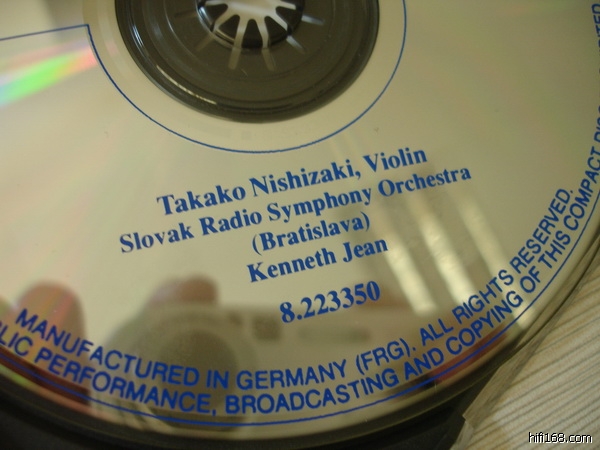 Takako Nishizaki, Violin
Slovak Radio Symphony Orchestra
(Bratislava)
Kenneth Jean
8.223350
MANUFACTURED IN GERMANY (FRG). ALL RIGHTS RESERVED.
PERFORMANCE, BROADCASTING AND COPYING OF THIS COMPACT
hifi168.com